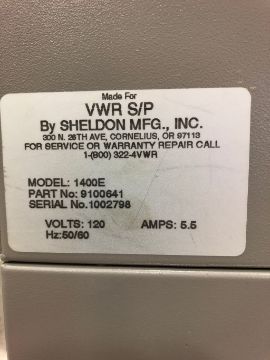 Made For
VWR S/P
By SHELDON MFG., INC.
300 N. 26TH AVE, CORNELIUS, OR 97113
FOR SERVICE OR WARRANTY REPAIR CALL
1-(800) 322-4VWR
MODEL: 1400E
PART No: 9100641
SERIAL No.1002798
VOLTS: 120 AMPS: 5.5
Hz:50/60